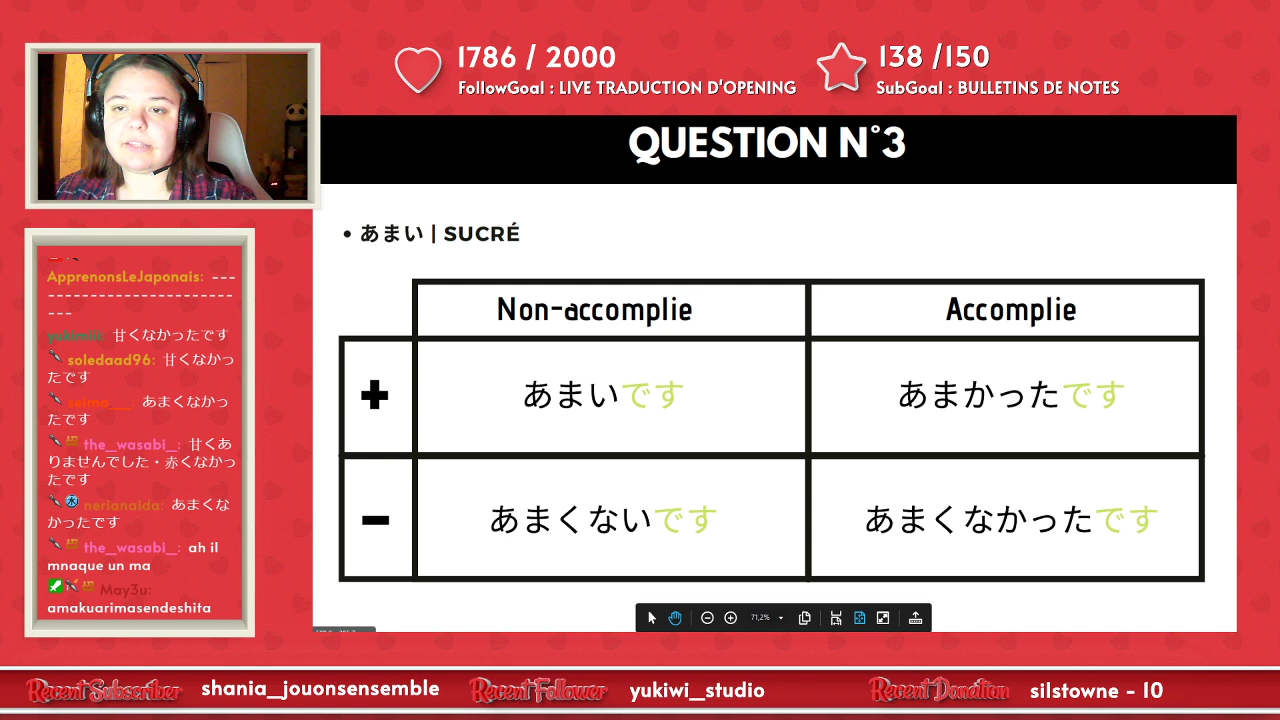 1786 / 2000
FollowGoal : LIVE TRADUCTION D'OPENING
138 /150
SubGoal : BULLETINS DE NOTES
QUESTION N°3
• あまい | SUCRÉ
Non-accomplie
Accomplie
+
あまいです
あまかったです
-
あまくないです
あまくなかったです
71,2%
ApprenonsLeJaponais: ---
-----------------------
---
yukimiii: 甘くなかったです
soledaad96: 甘くなかっ
たです
seima___: あまくなかっ
たです
the_wasabi_: 甘くあ
りませんでした・赤くなかっ
たです
nerianaida: あまくな
かったです
the_wasabi_: ah il
mnaque un ma
May3u:
amakuarimasendeshita
Recent Subscriber
shania_jouonsensemble
Recent Follower
yukiwi_studio
Recent Donation
silstowne - 10